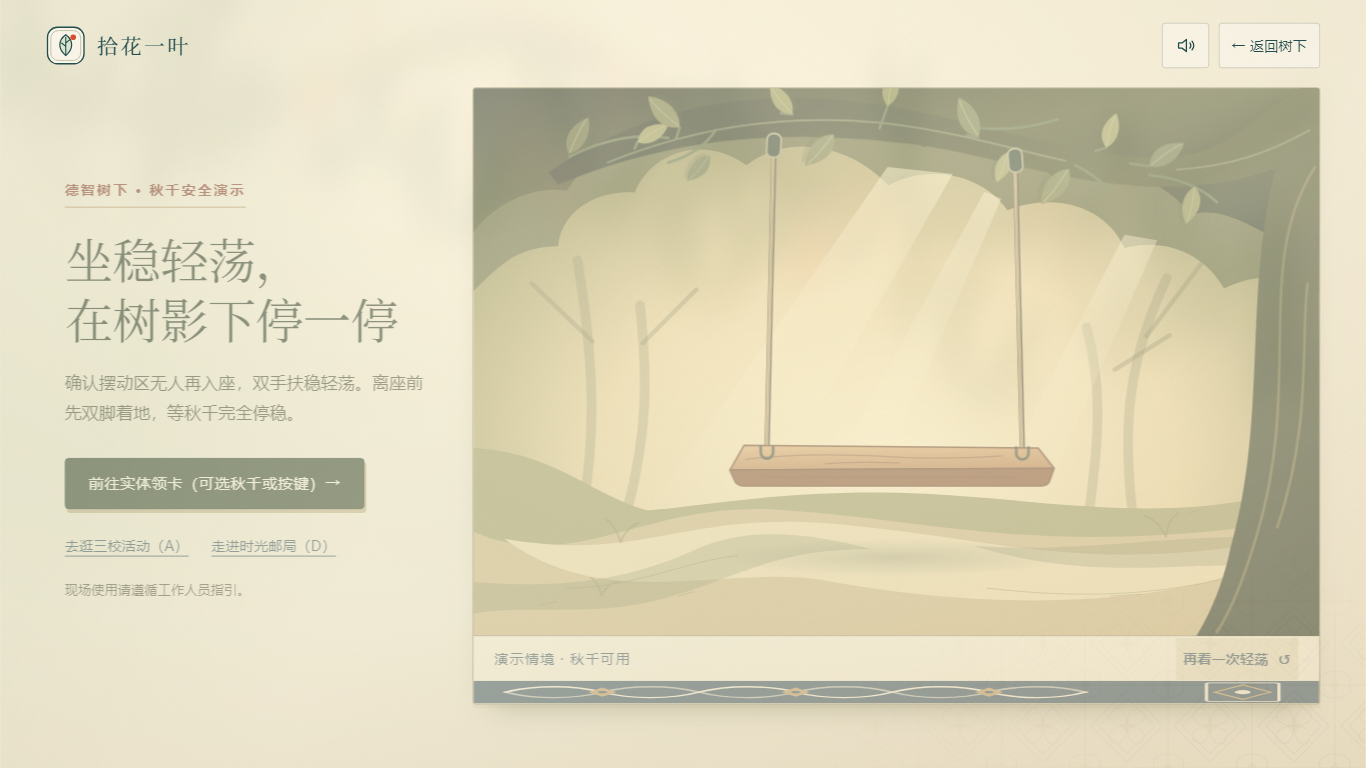 拾花一叶
← 返回树下
德智树下 • 秋千安全演示
坐稳轻荡，
在树影下停一停
确认摆动区无人再入座，双手扶稳轻荡。离座前
先双脚着地，等秋千完全停稳。
前往实体领卡（可选秋千或按键）→
去逛三校活动（A）
走进时光邮局（D）
现场使用请遵循工作人员指引。
演示情境 · 秋千可用
再看一次轻荡 ↺